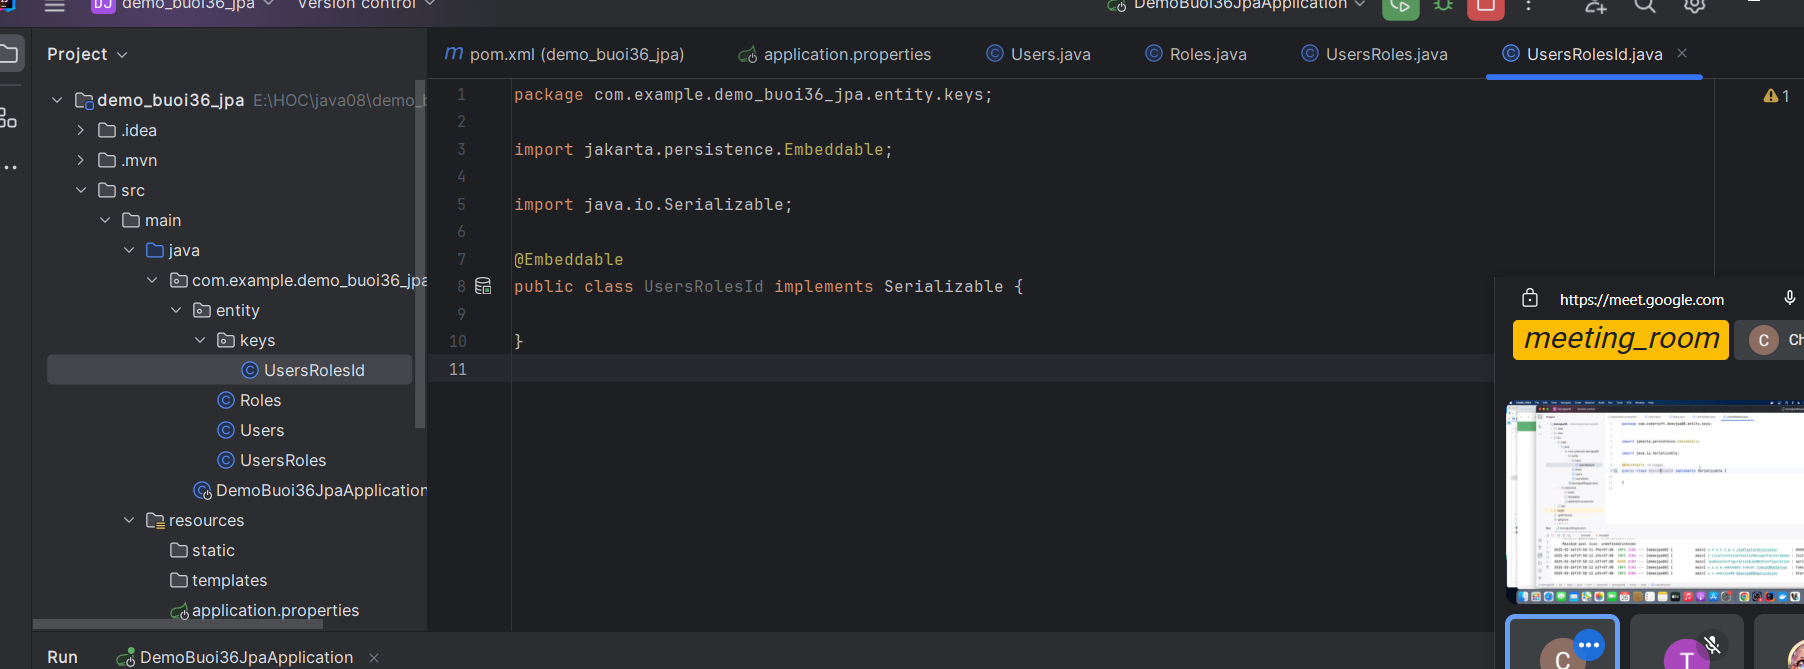 DJ demo_buoi36_jpa Version control DemoBuoi36JpaApplication
Project
m pom.xml (demo_buoi36_jpa) application.properties Users.java Roles.java UsersRoles.java UsersRolesId.java
demo_buoi36_jpa E:\HOC\java08\demo_b
.idea
.mvn
src
main
java
com.example.demo_buoi36_jpa
entity
keys
UsersRolesId
Roles
Users
UsersRoles
DemoBuoi36JpaApplication
resources
static
templates
application.properties
1 package com.example.demo_buoi36_jpa.entity.keys;
2
3 import jakarta.persistence.Embeddable;
4
5 import java.io.Serializable;
6
7 @Embeddable
8 public class UsersRolesId implements Serializable {
9
10 }
11
1
https://meet.google.com
meeting_room
C Ch
C
T
Run DemoBuoi36JpaApplication